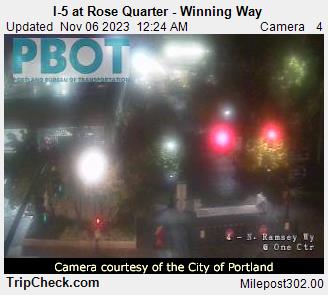 I-5 at Rose Quarter - Winning Way
Updated Nov 06 2023 12:24 AM Camera 4
PBOT
PORTLAND BUREAU OF TRANSPORTATION
4 - N. Ramsey Wy
@ One Ctr
Camera courtesy of the City of Portland
TripCheck.com Milepost302.00